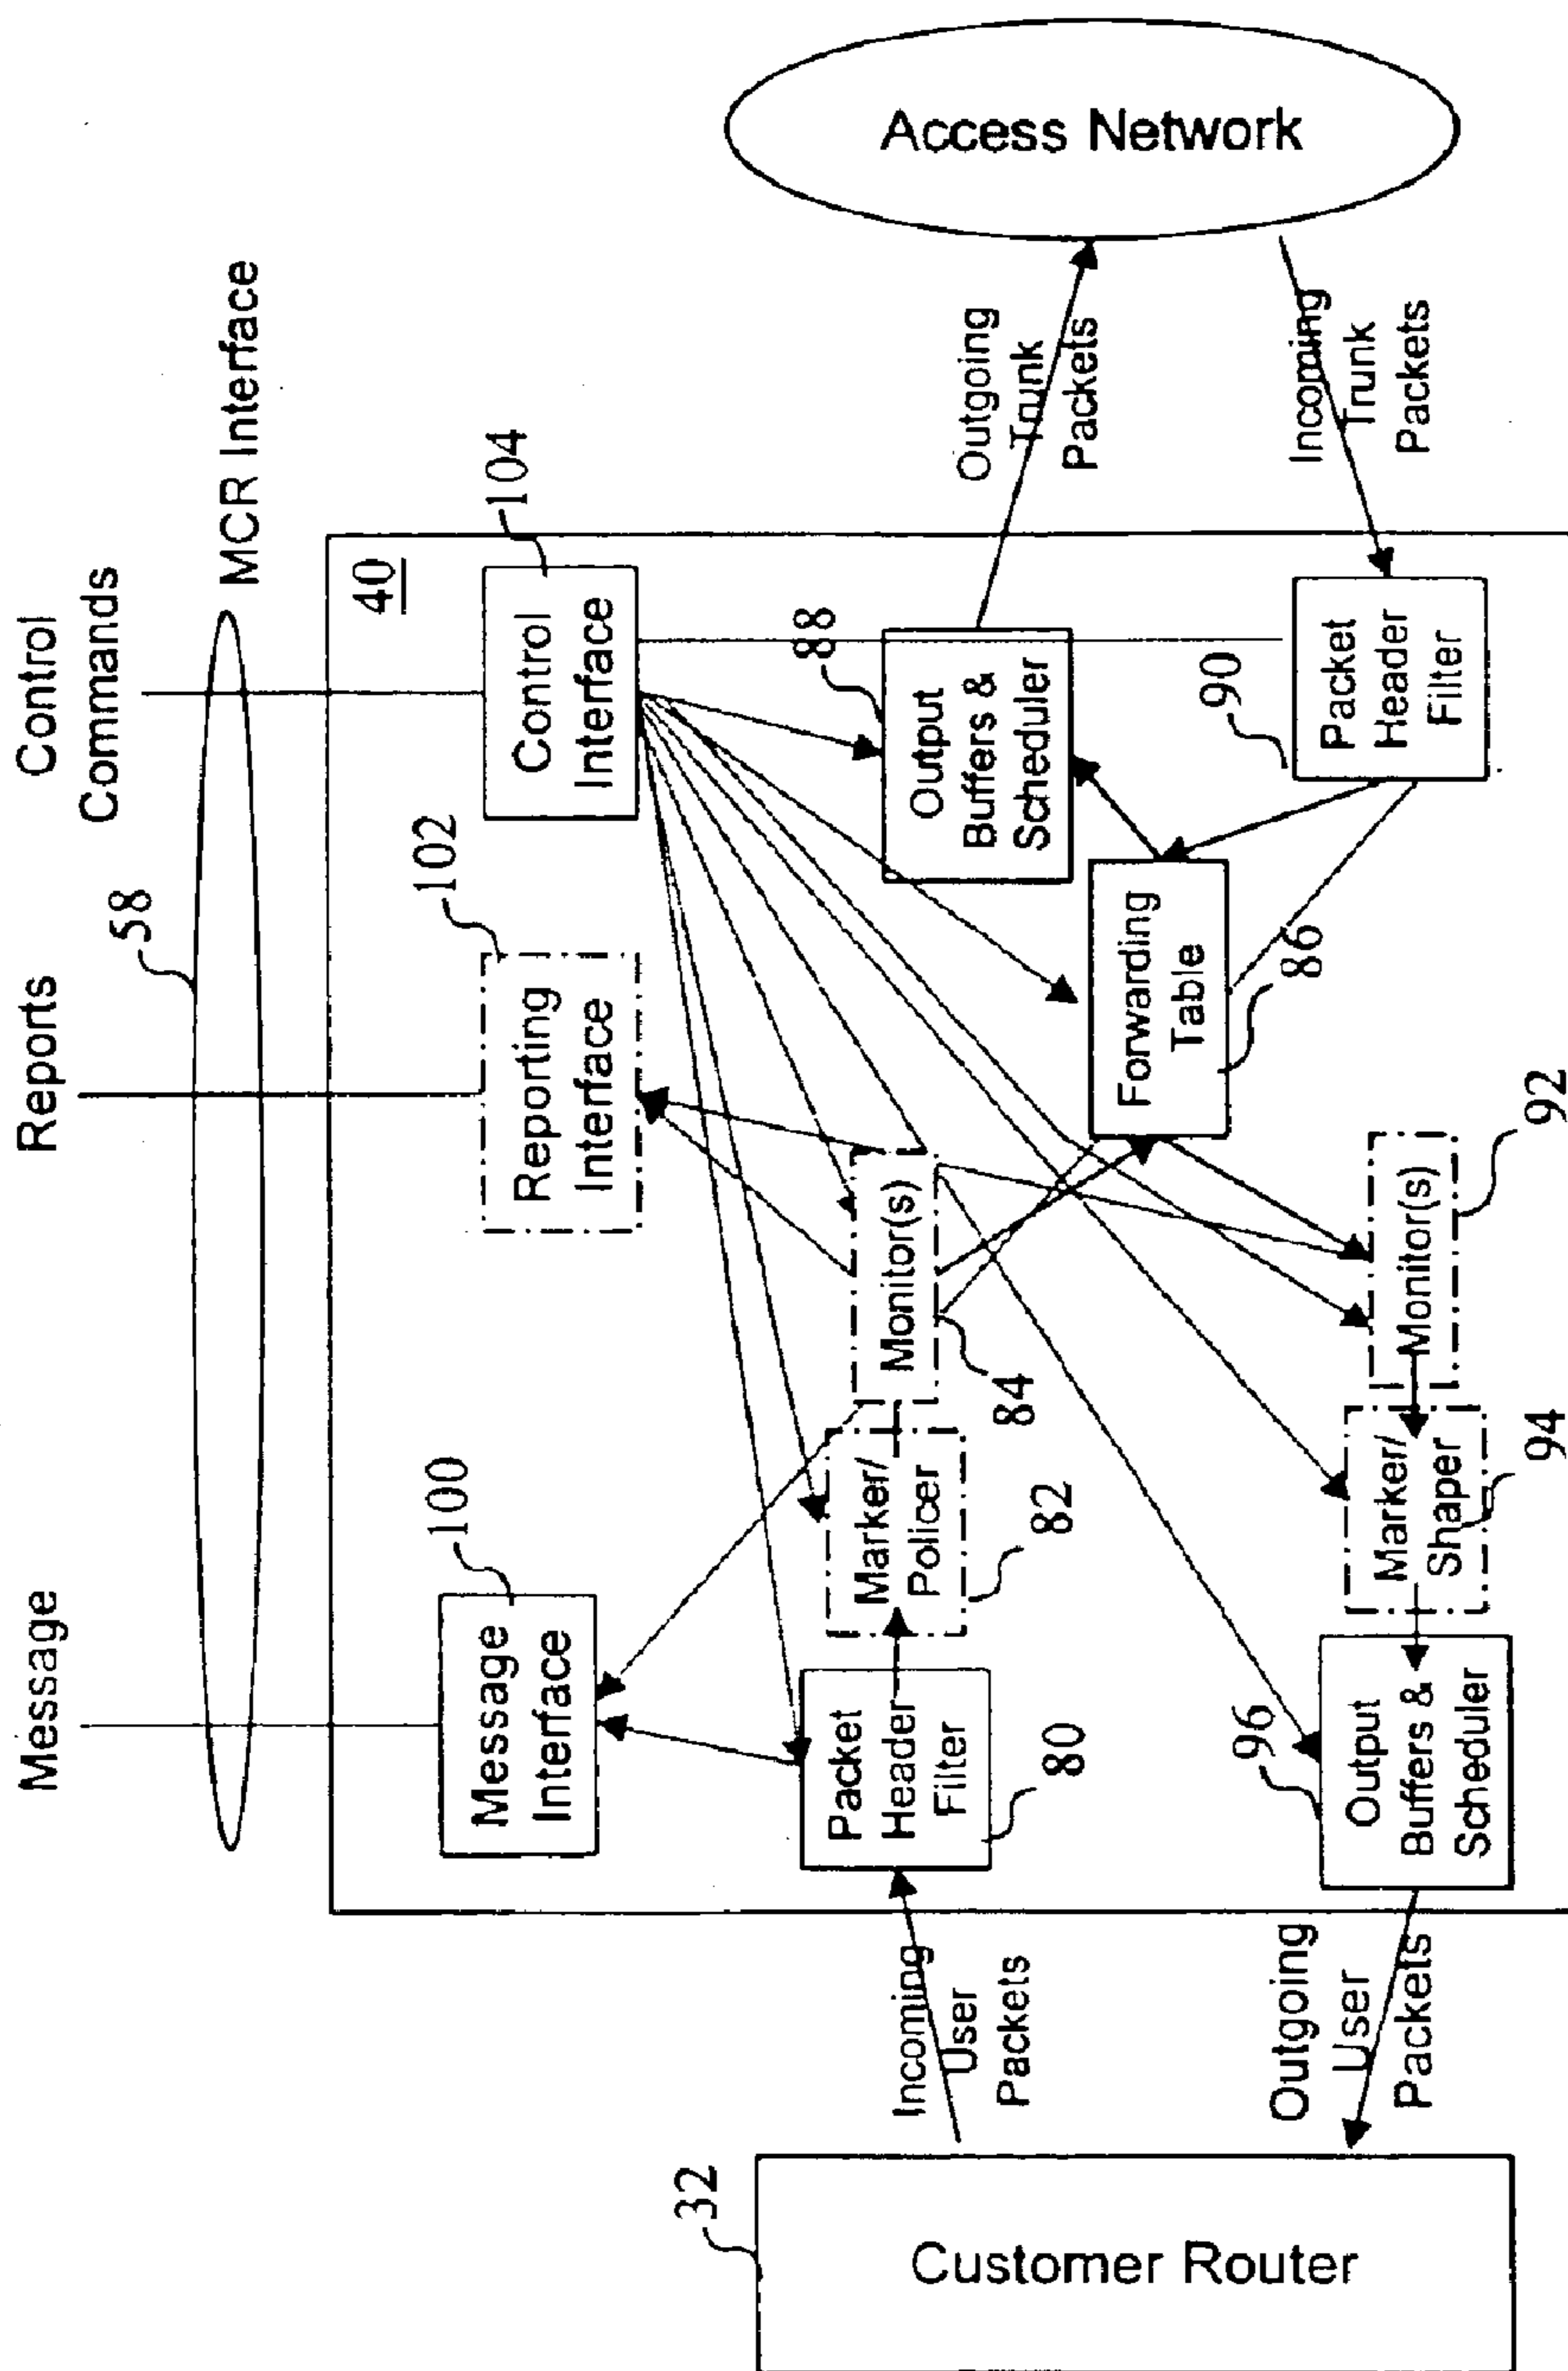 Message
Reports
Control
Commands
58
MCR Interface
40
100
Message
Interface
102
Reporting
Interface
104
Control
Interface
32
Customer Router
Incoming
User
Packets
Packet
Header
Filter
80
Marker/
Policer
82
Monitor(s)
84
Forwarding
Table
86
88
Output
Buffers &
Scheduler
Outgoing
Trunk
Packets
Access Network
Incoming
Trunk
Packets
90
Packet
Header
Filter
Monitor(s)
92
Marker/
Shaper
94
96
Output
Buffers &
Scheduler
Outgoing
User
Packets